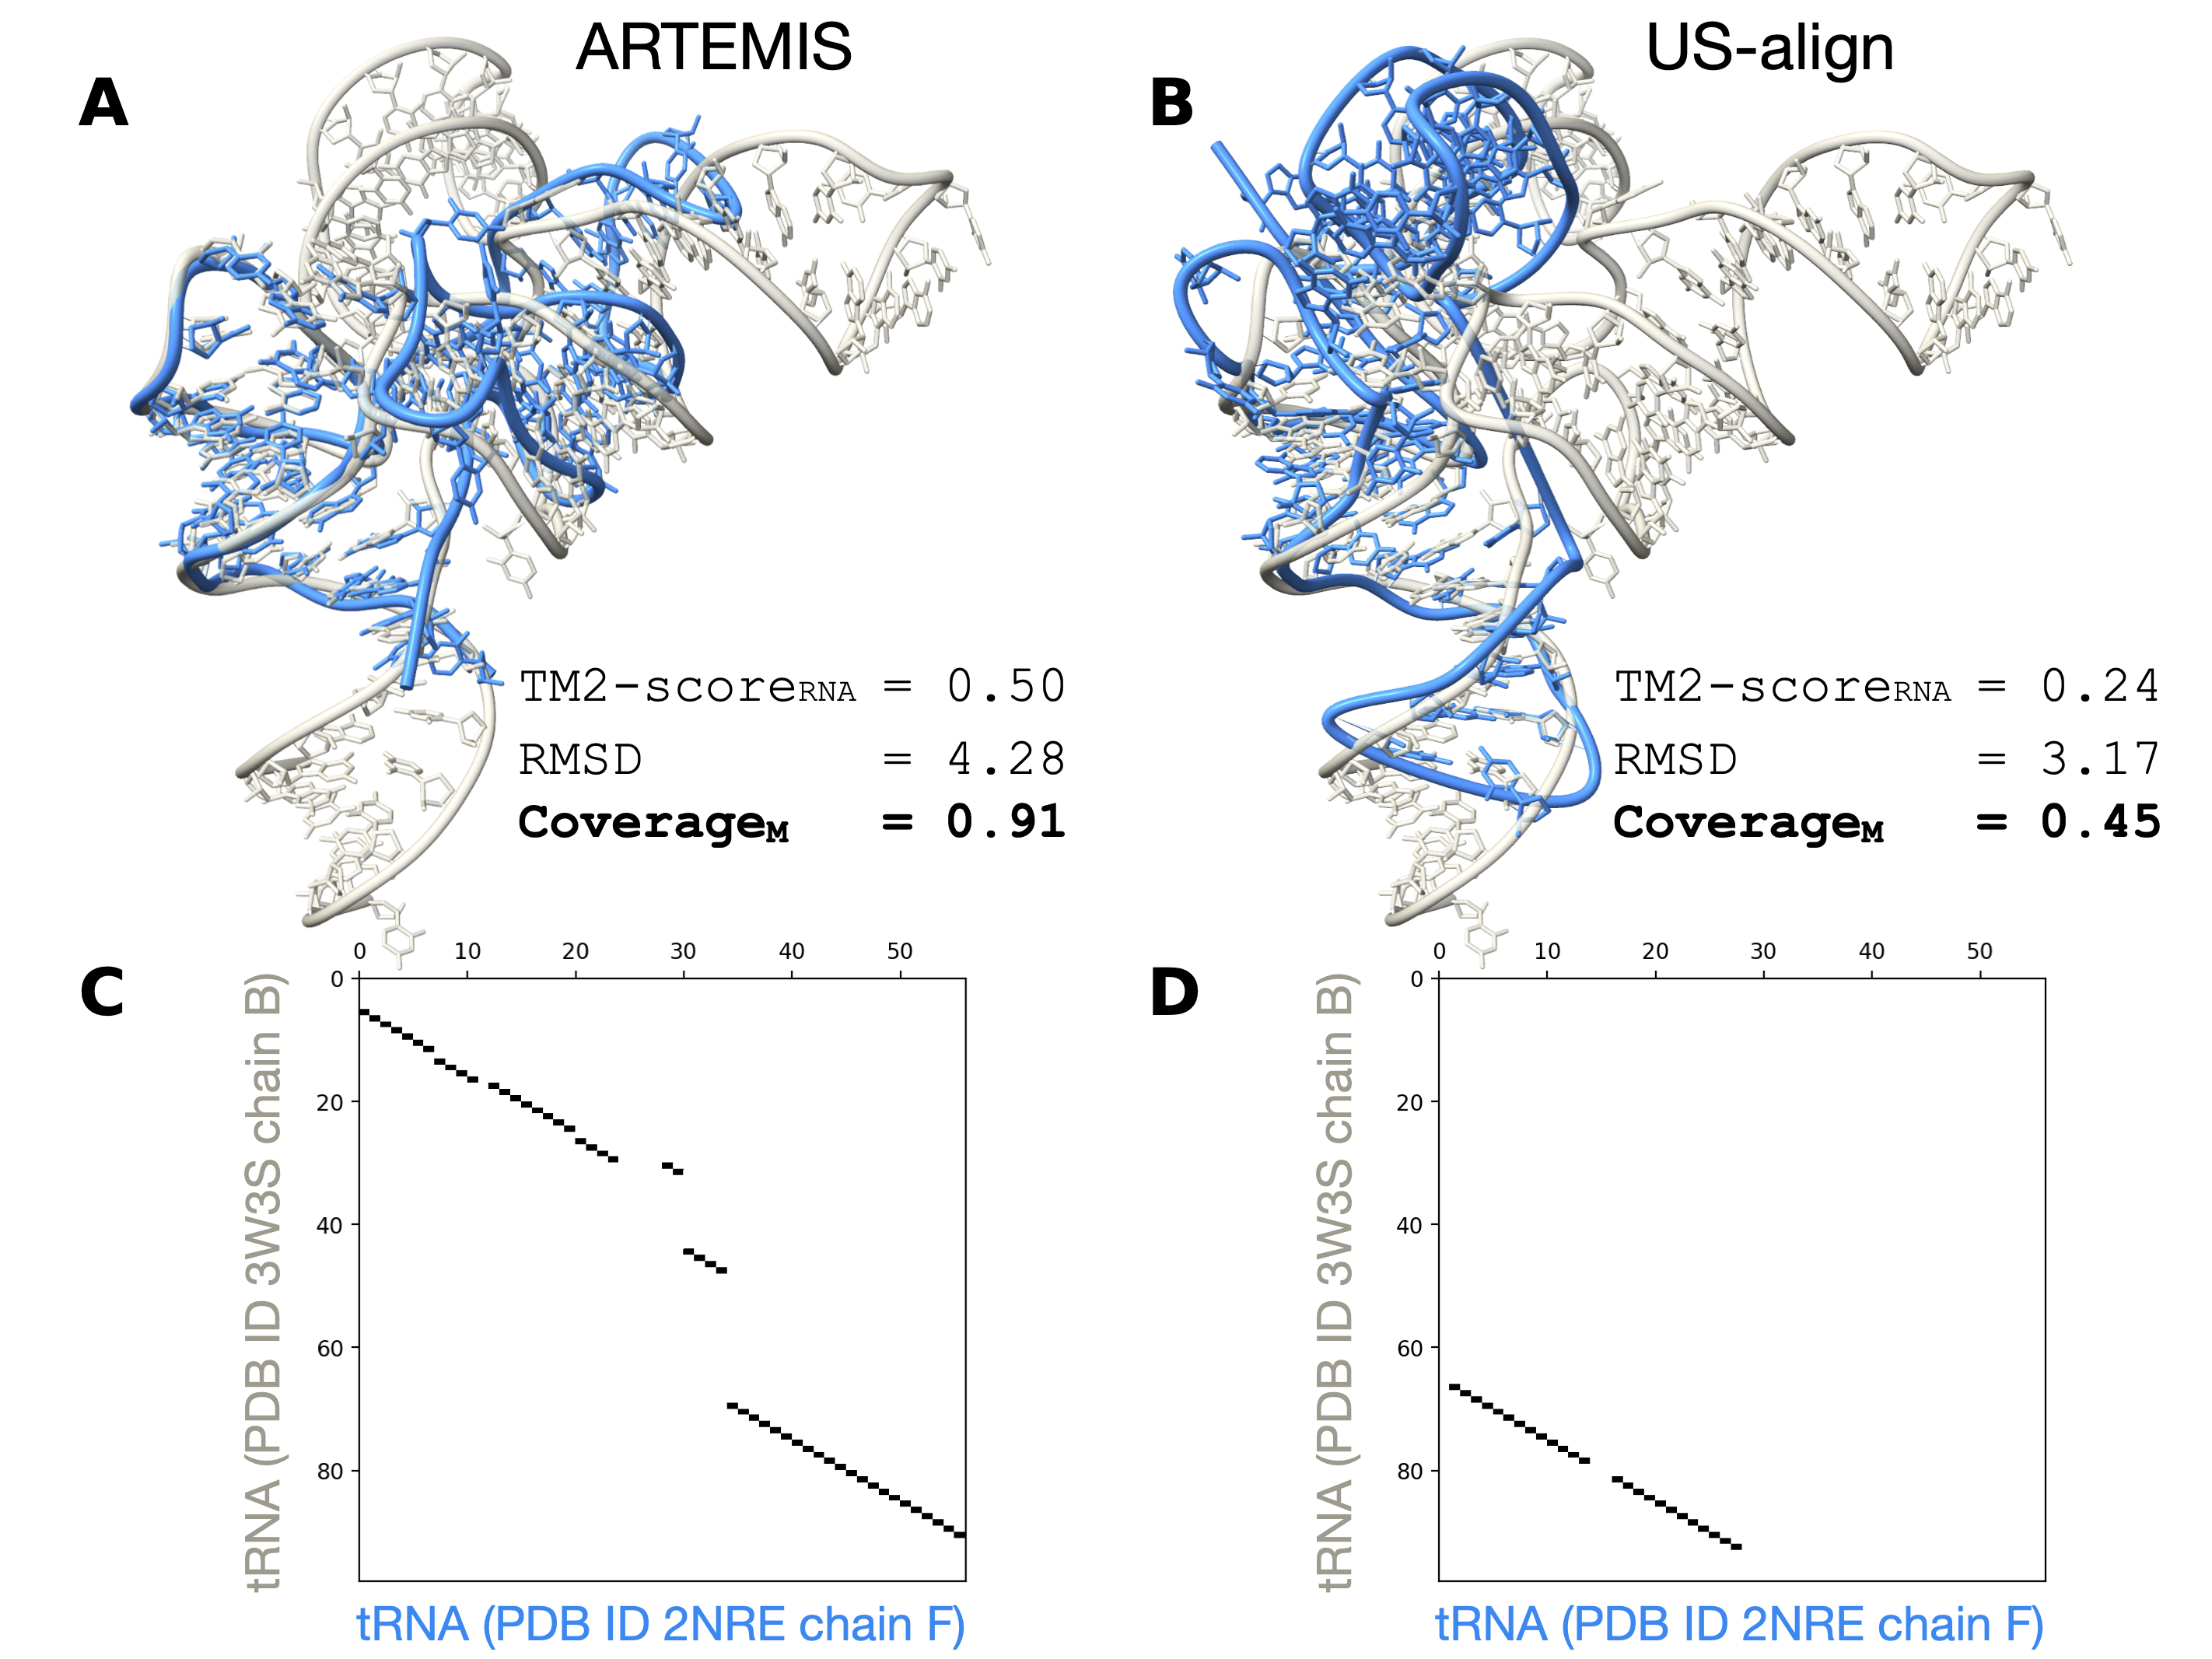 ARTEMIS
US-align
A
B
TM2-scoreRNA = 0.50
RMSD = 4.28
CoverageM = 0.91
TM2-scoreRNA = 0.24
RMSD = 3.17
CoverageM = 0.45
C
0 10 20 30 40 50
0
20
40
60
80
tRNA (PDB ID 3W3S chain B)
tRNA (PDB ID 2NRE chain F)
D
0 10 20 30 40 50
0
20
40
60
80
tRNA (PDB ID 3W3S chain B)
tRNA (PDB ID 2NRE chain F)